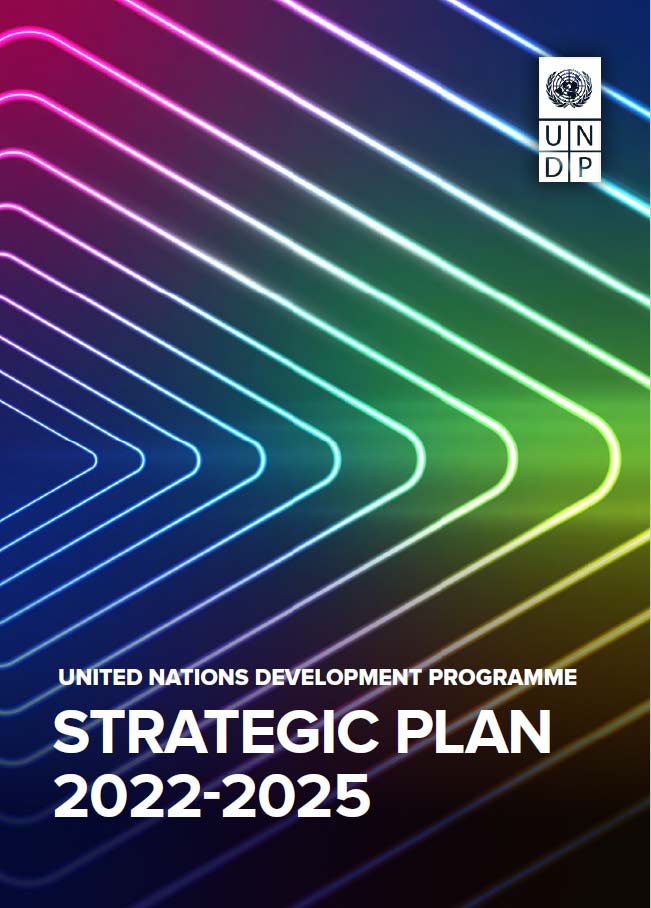 U N
D P
UNITED NATIONS DEVELOPMENT PROGRAMME
STRATEGIC PLAN
2022-2025